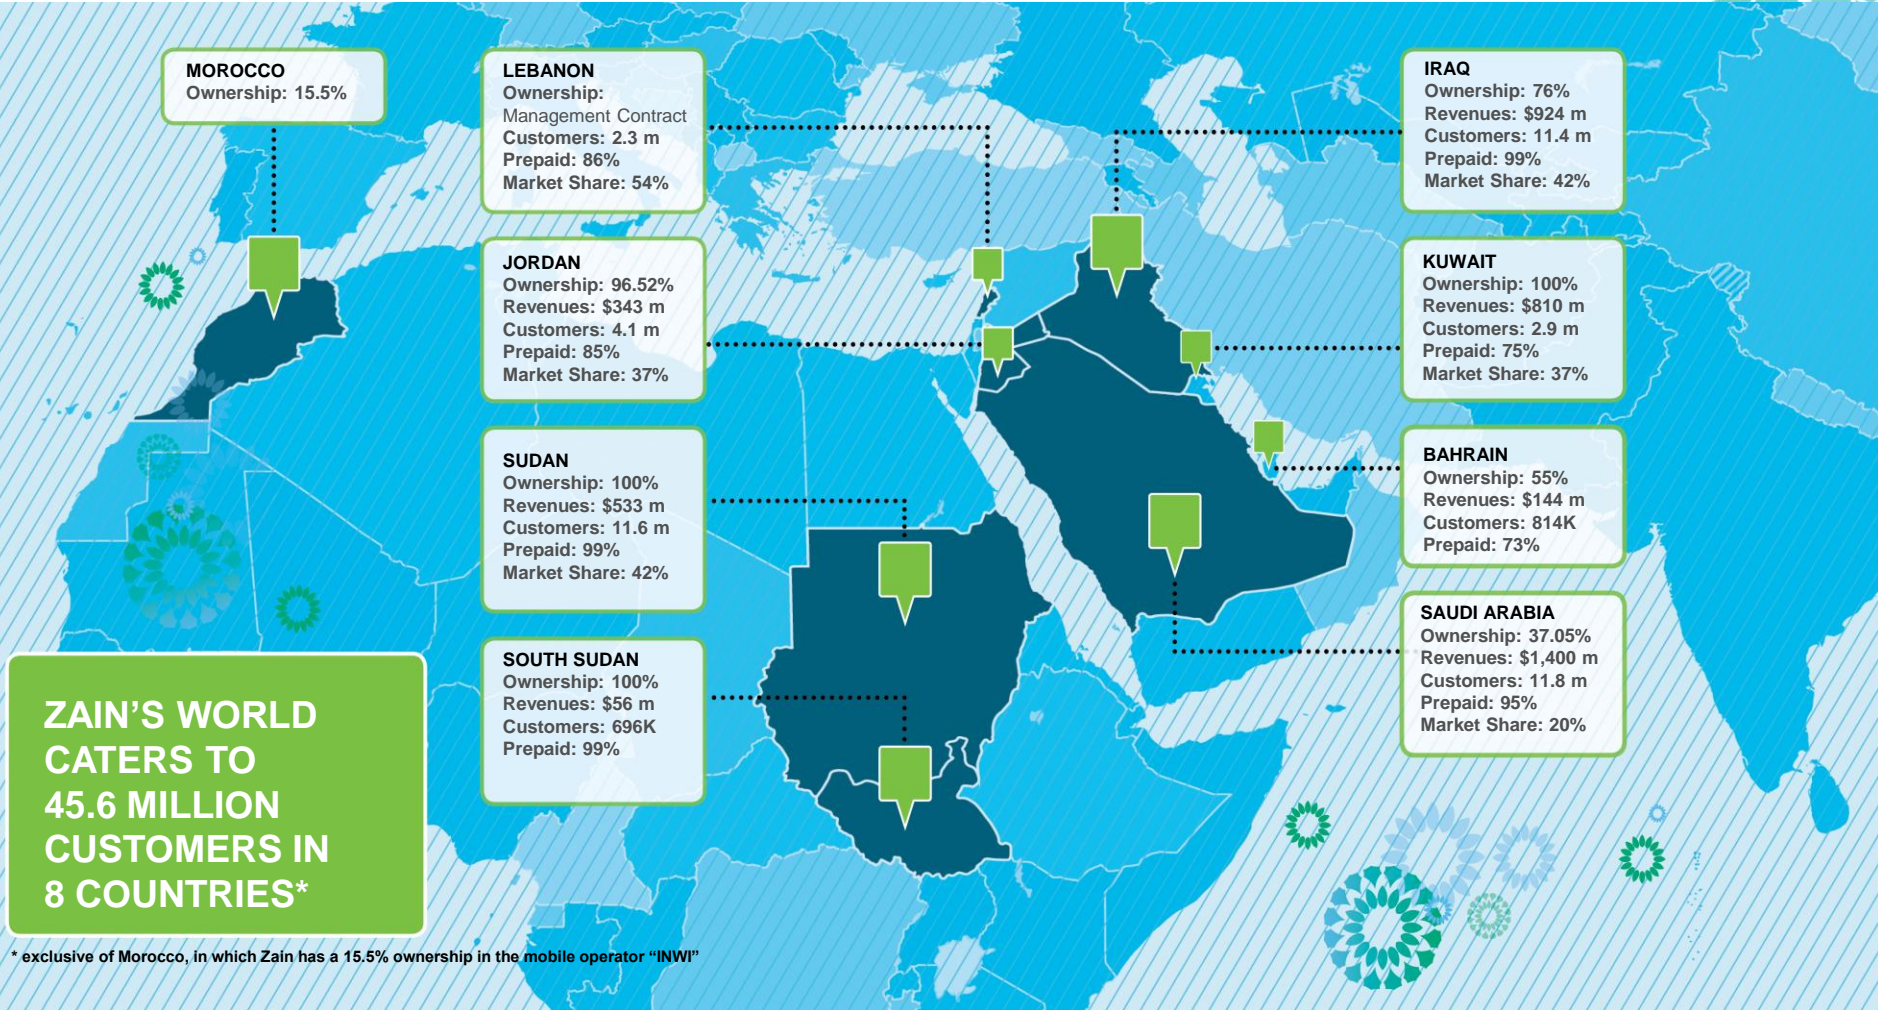 MOROCCO
Ownership: 15.5%
LEBANON
Ownership:
Management Contract
Customers: 2.3 m
Prepaid: 86%
Market Share: 54%
JORDAN
Ownership: 96.52%
Revenues: $343 m
Customers: 4.1 m
Prepaid: 85%
Market Share: 37%
SUDAN
Ownership: 100%
Revenues: $533 m
Customers: 11.6 m
Prepaid: 99%
Market Share: 42%
SOUTH SUDAN
Ownership: 100%
Revenues: $56 m
Customers: 696K
Prepaid: 99%
IRAQ
Ownership: 76%
Revenues: $924 m
Customers: 11.4 m
Prepaid: 99%
Market Share: 42%
KUWAIT
Ownership: 100%
Revenues: $810 m
Customers: 2.9 m
Prepaid: 75%
Market Share: 37%
BAHRAIN
Ownership: 55%
Revenues: $144 m
Customers: 814K
Prepaid: 73%
SAUDI ARABIA
Ownership: 37.05%
Revenues: $1,400 m
Customers: 11.8 m
Prepaid: 95%
Market Share: 20%
ZAIN’S WORLD
CATERS TO
45.6 MILLION
CUSTOMERS IN
8 COUNTRIES*
* exclusive of Morocco, in which Zain has a 15.5% ownership in the mobile operator “INWI”